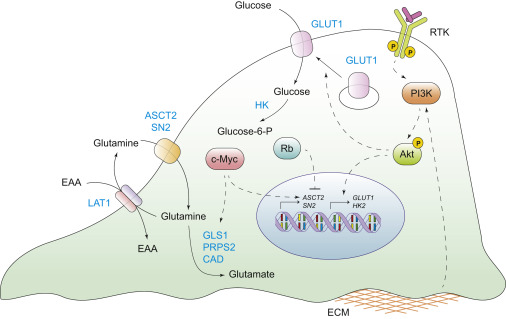 Glucose
GLUT1
RTK
P
P
GLUT1
ASCT2
SN2
HK
Glucose
PI3K
Glutamine
Glucose-6-P
P
Rb
Akt
c-Myc
EAA
LAT1
ASCT2
SN2
GLUT1
HK2
Glutamine
GLS1
PRPS2
CAD
EAA
Glutamate
ECM